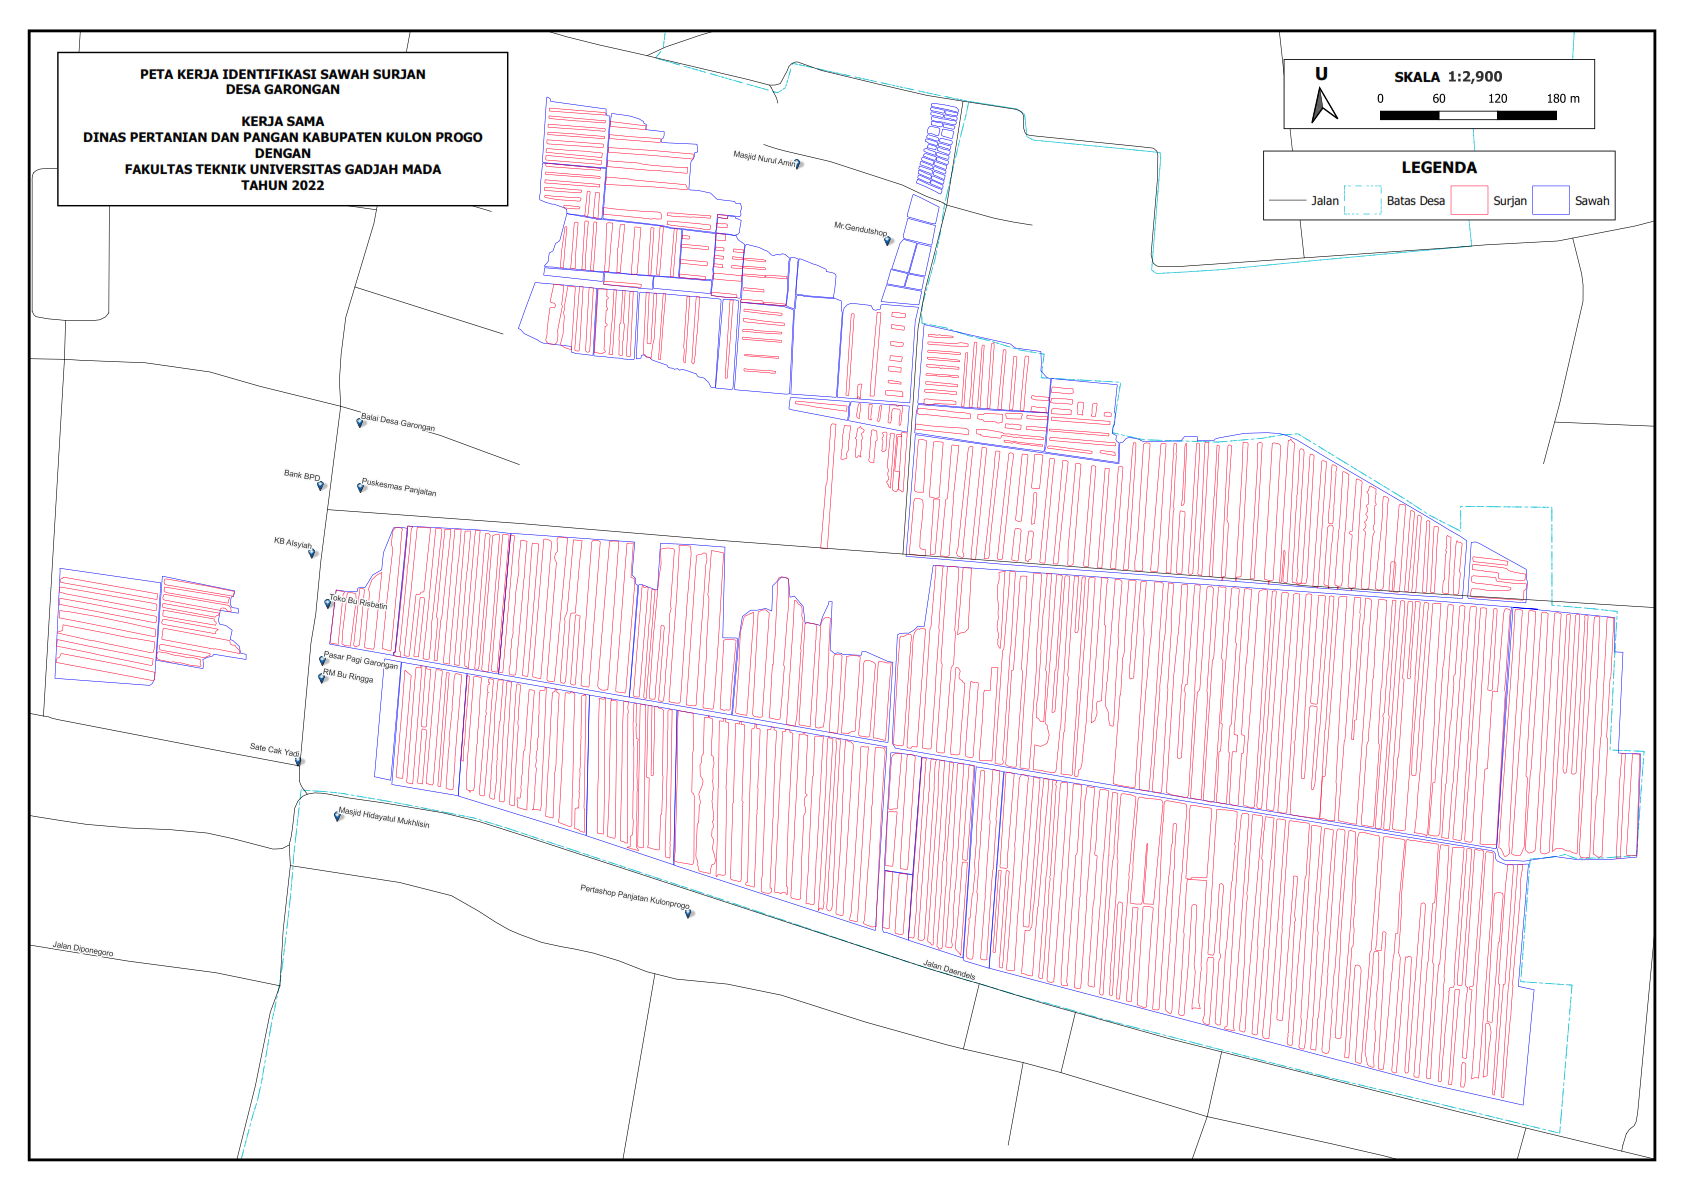 PETA KERJA IDENTIFIKASI SAWAH SURJAN
DESA GARONGAN
KERJA SAMA
DINAS PERTANIAN DAN PANGAN KABUPATEN KULON PROGO
DENGAN
FAKULTAS TEKNIK UNIVERSITAS GADJAH MADA
TAHUN 2022
U
SKALA 1:2,900
0 60 120 180 m
LEGENDA
Jalan Batas Desa Surjan Sawah
Masjid Nurul Amin
Mr.Gendutshop
Balai Desa Garongan
Bank BPD
Puskesmas Panjaitan
KB Aisyiah
Toko Bu Risbatin
Pasar Pagi Garongan
RM Bu Ringga
Sate Cak Yadi
Masjid Hidayatul Mukhlisin
Pertashop Panjatan Kulonprogo
Jalan Diponegoro
Jalan Daendels